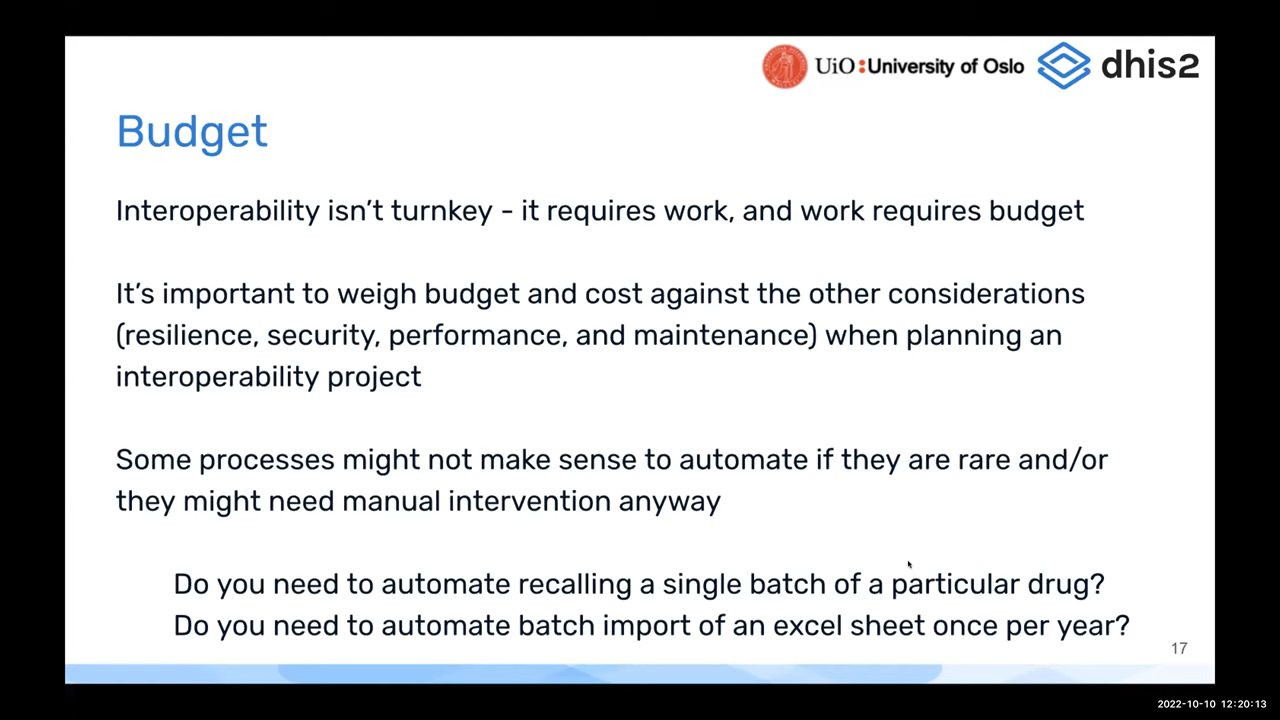 UiO:University of Oslo
dhis2
Budget
Interoperability isn't turnkey - it requires work, and work requires budget
It's important to weigh budget and cost against the other considerations
(resilience, security, performance, and maintenance) when planning an
interoperability project
Some processes might not make sense to automate if they are rare and/or
they might need manual intervention anyway
Do you need to automate recalling a single batch of a particular drug?
Do you need to automate batch import of an excel sheet once per year?
17
2022-10-10 12:20:13